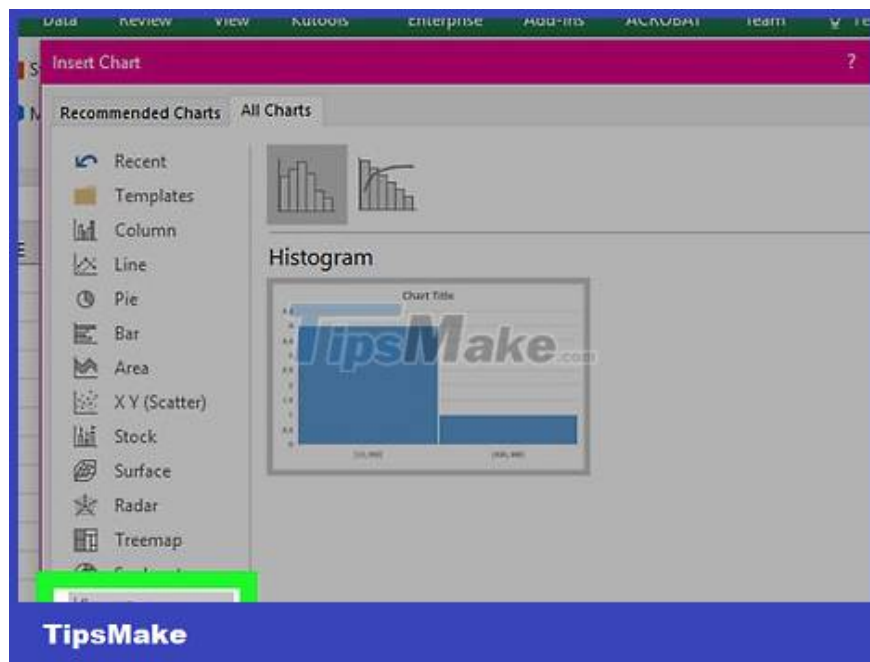 Data Review View Kutools Enterprise Add-ins ACROBAT Team
Insert Chart ?
Recommended Charts All Charts
Recent
Templates
Column
Line
Pie
Bar
Area
X Y (Scatter)
Stock
Surface
Radar
Treemap
Histogram
Chart Title
TipsMake.com
TipsMake